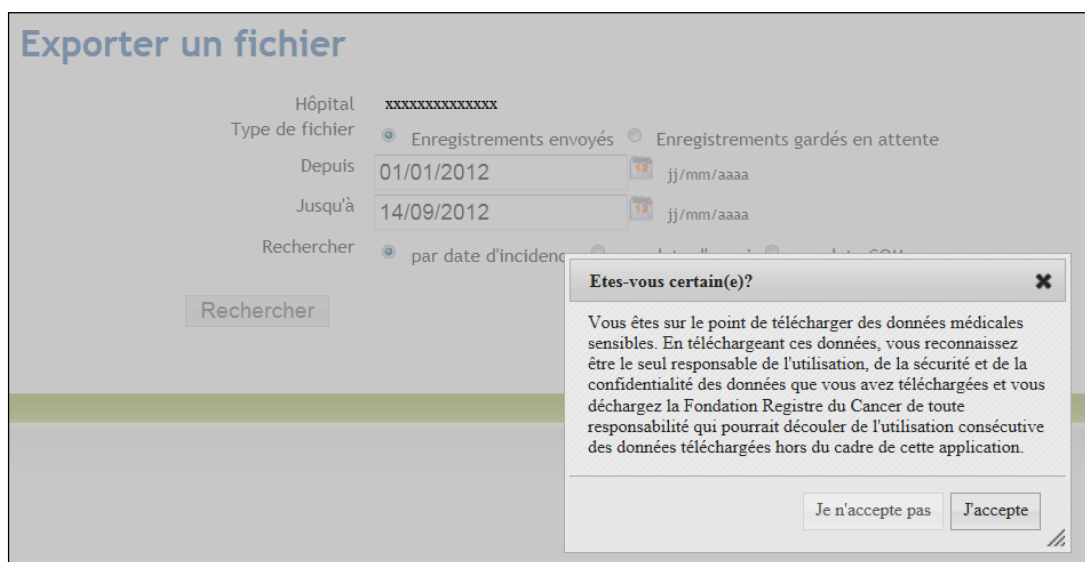 Exporter un fichier
Hôpital xxxxxxxxxxxxxx
Type de fichier Enregistrements envoyés Enregistrements gardés en attente
Depuis 01/01/2012 jj/mm/aaaa
Jusqu'à 14/09/2012 jj/mm/aaaa
Rechercher par date d'incidenc
Rechercher
Etes-vous certain(e)?
Vous êtes sur le point de télécharger des données médicales
sensibles. En téléchargeant ces données, vous reconnaissez
être le seul responsable de l'utilisation, de la sécurité et de la
confidentialité des données que vous avez téléchargées et vous
déchargez la Fondation Registre du Cancer de toute
responsabilité qui pourrait découler de l'utilisation consécutive
des données téléchargées hors du cadre de cette application.
Je n'accepte pas J'accepte